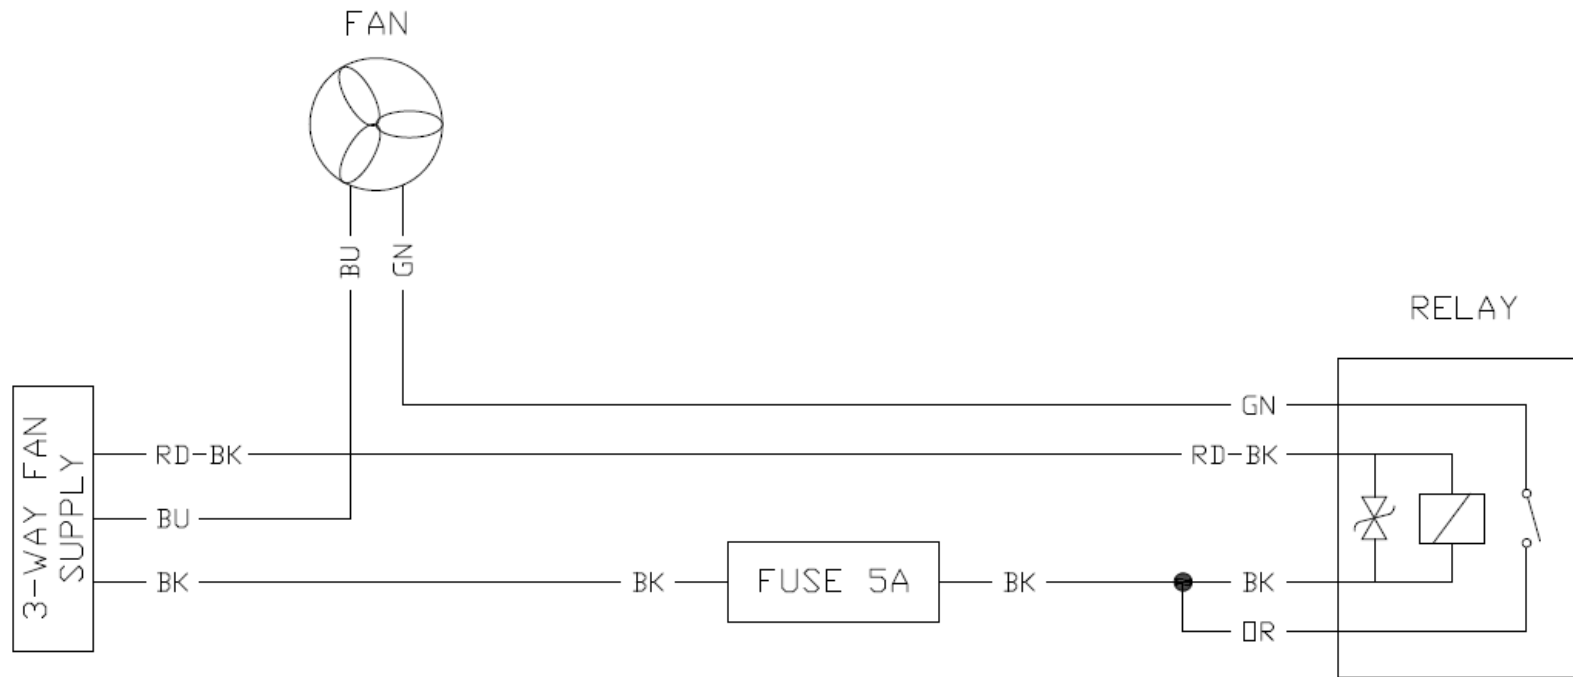 FAN
BU
GN
RELAY
GN
3-WAY FAN
SUPPLY
RD-BK
RD-BK
BU
BK
BK
FUSE 5A
BK
BK
OR